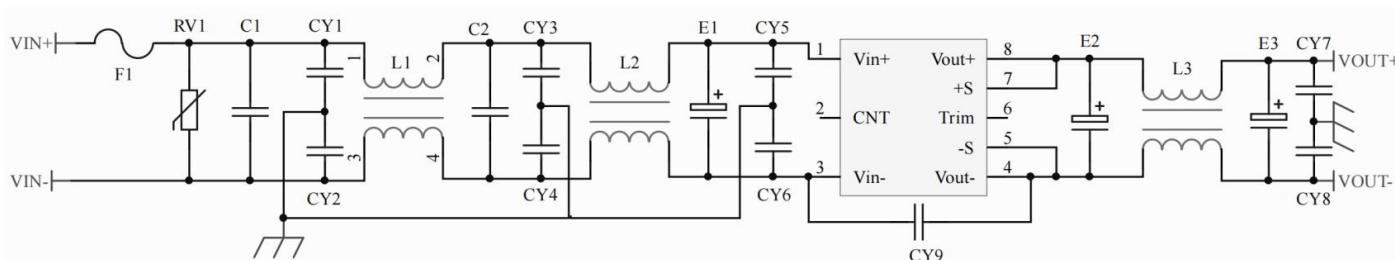 VIN+
F1
RV1
C1
CY1
1
2
L1
3
4
CY2
C2
CY3
CY4
L2
E1
CY5
CY6
1
Vin+
Vout+
8
+S
7
2
CNT
Trim
6
-S
5
3
Vin-
Vout-
4
CY9
E2
+
L3
E3
+
CY7
VOUT+
CY8
VOUT-
VIN-
+